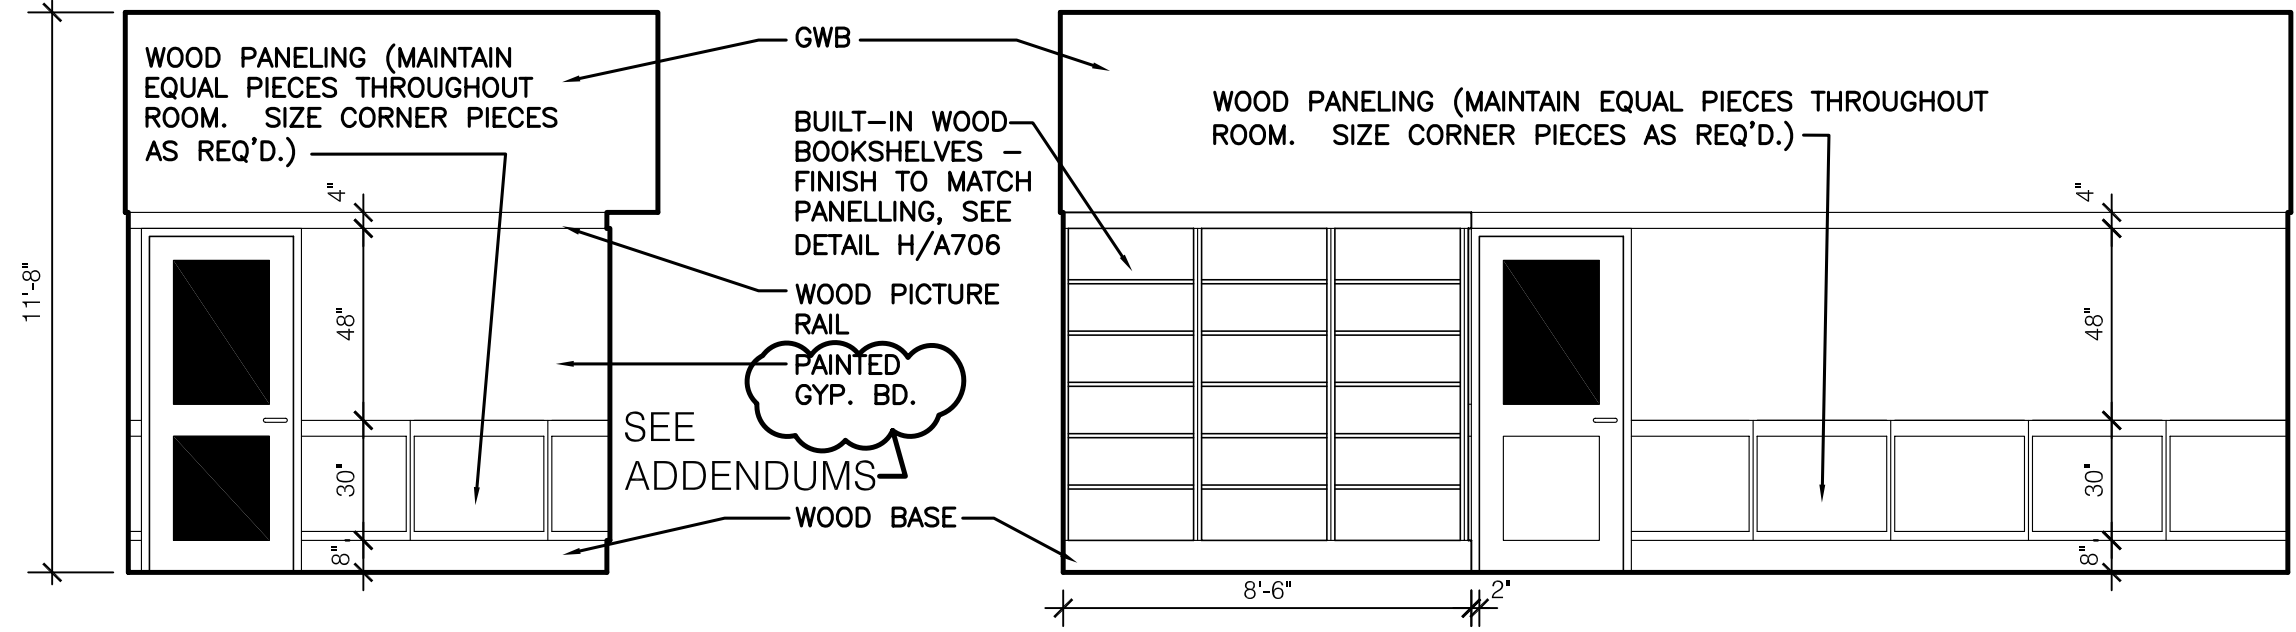 WOOD PANELING (MAINTAIN
EQUAL PIECES THROUGHOUT
ROOM. SIZE CORNER PIECES
AS REQ'D.)
GWB
BUILT-IN WOOD
BOOKSHELVES -
FINISH TO MATCH
PANELLING, SEE
DETAIL H/A706
WOOD PICTURE
RAIL
PAINTED
GYP. BD.
SEE
ADDENDUMS
WOOD BASE
WOOD PANELING (MAINTAIN EQUAL PIECES THROUGHOUT
ROOM. SIZE CORNER PIECES AS REQ'D.)
11'-8"
4"
48"
30"
8"
4"
48"
30"
8"
8'-6"
2"